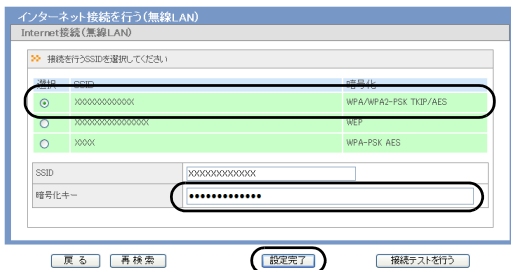 インターネット接続を行う(無線LAN)
Internet接続(無線LAN)
接続を行うSSIDを選択してください
選択 SSID 暗号化
XXXXXXXXXXXX WPA/WPA2-PSK TKIP/AES
XXXXXXXXXXXXXXX WEP
XXXX WPA-PSK AES
SSID XXXXXXXXXXXXX
暗号化キー ●●●●●●●●●●●●●
戻る 再検索 設定完了 接続テストを行う